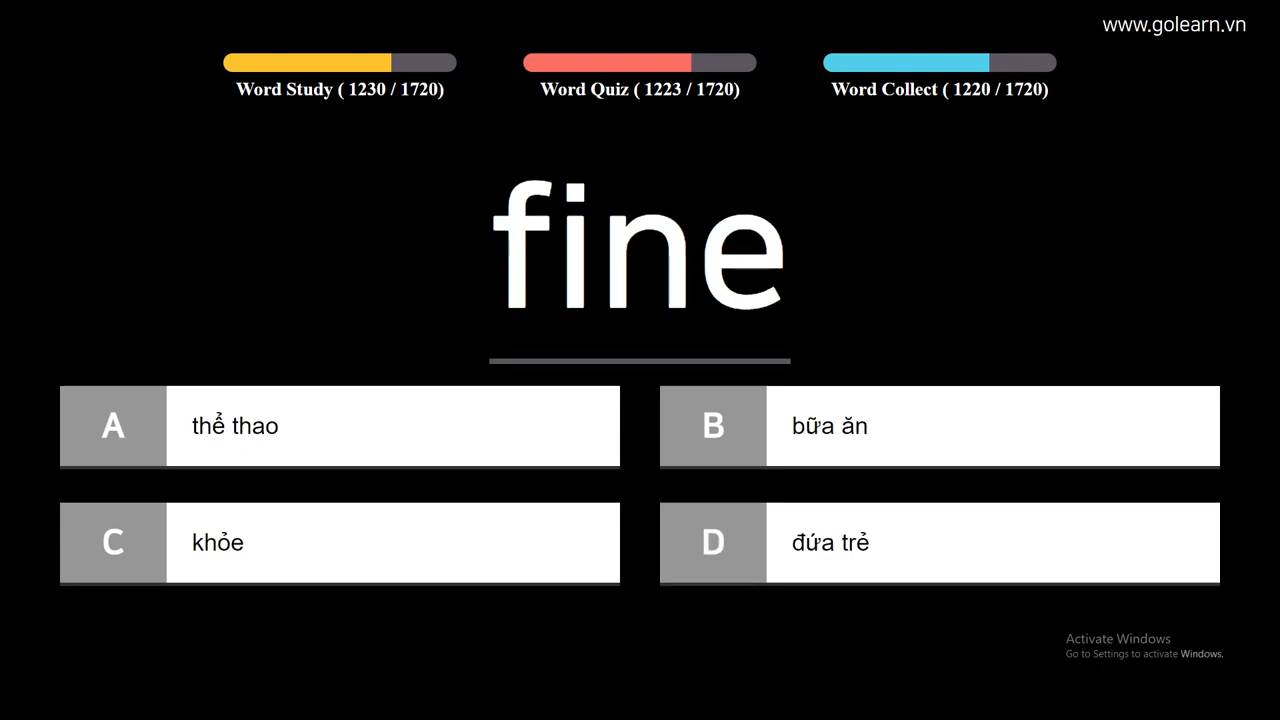 www.golearn.vn
Word Study ( 1230 / 1720)
Word Quiz ( 1223 / 1720)
Word Collect ( 1220 / 1720)
fine
A thể thao
B bữa ăn
C khỏe
D đứa trẻ
Activate Windows
Go to Settings to activate Windows.